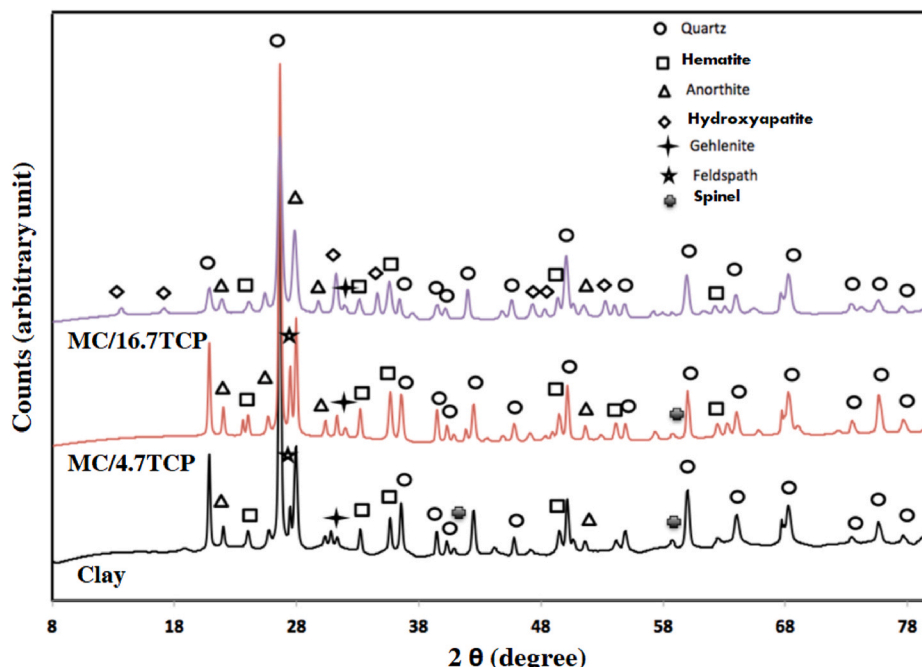 Quartz
Hematite
Anorthite
Hydroxyapatite
Gehlenite
Feldspath
Spinel
Counts (arbitrary unit)
MC/16.7TCP
MC/4.7TCP
Clay
8 18 28 38 48 58 68 78
2 θ (degree)